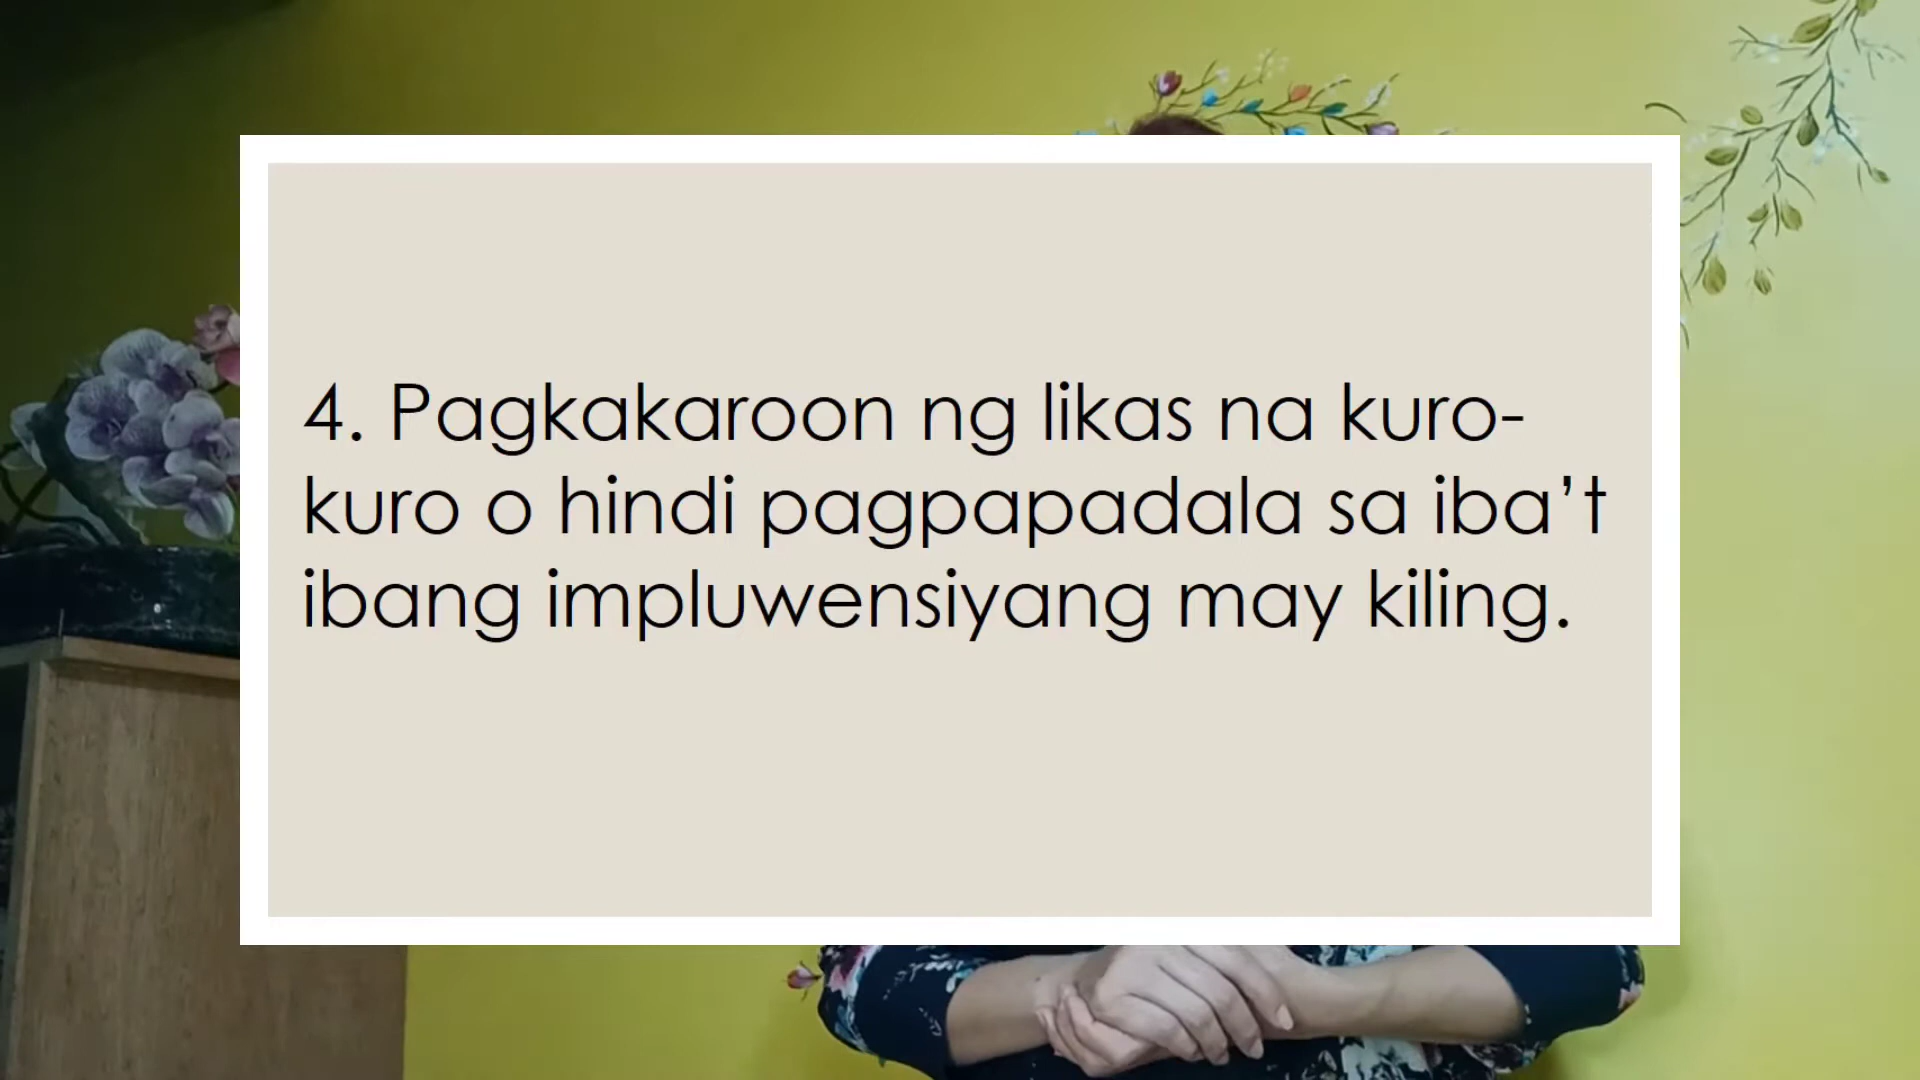 4. Pagkakaroon ng likas na kuro-
kuro o hindi pagpapadala sa iba’t
ibang impluwensiyang may kiling.